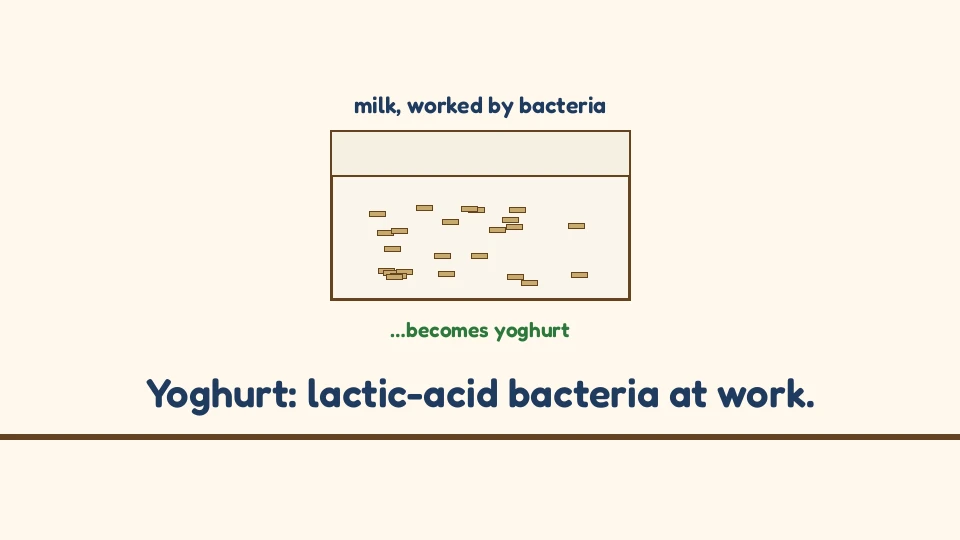 milk, worked by bacteria
...becomes yoghurt
Yoghurt: lactic-acid bacteria at work.